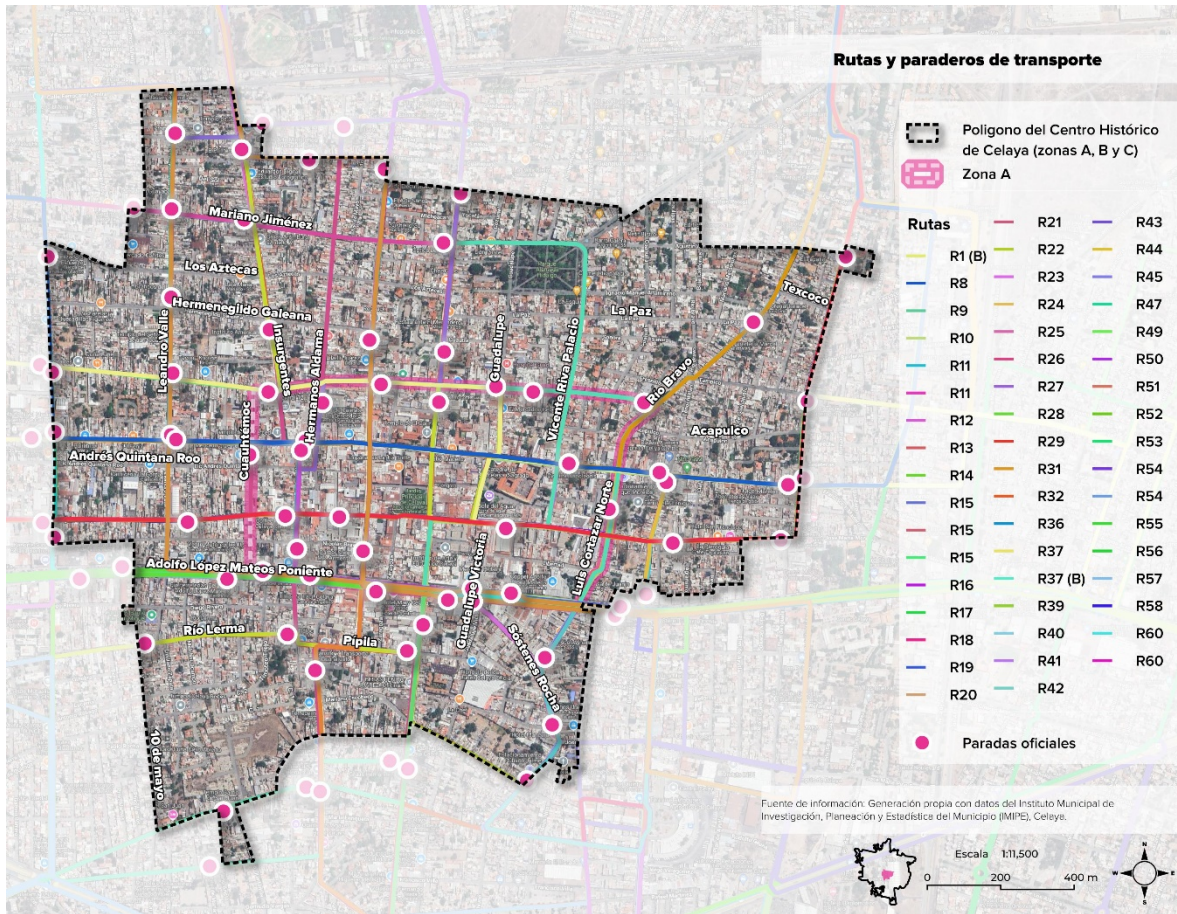 Rutas y paraderos de transporte
Poligono del Centro Histórico
de Celaya (zonas A, B y C)
Zona A
Rutas
R1 (B)
R8
R9
R10
R11
R11
R12
R13
R14
R15
R15
R15
R16
R17
R18
R19
R20
R21
R22
R23
R24
R25
R26
R27
R28
R29
R31
R32
R36
R37
R37 (B)
R39
R40
R41
R42
R43
R44
R45
R47
R49
R50
R51
R52
R53
R54
R54
R55
R56
R57
R58
R60
R60
Paradas oficiales
Fuente de información: Generación propia con datos del Instituto Municipal de
Investigación, Planeación y Estadística del Municipio (IMIPE), Celaya.
Escala 1:11,500
0 200 400 m
N
W E
S
Mariano Jiménez
Los Aztecas
Hermenegildo Galeana
Leandro Valle
Insurgentes
Hermanos Aldama
Guadalupe
Vicente Riva Palacio
La Paz
Texcoco
Río Bravo
Acapulco
Cuauhtémoc
Andrés Quintana Roo
Adolfo López Mateos Poniente
Guadalupe Victoria
Luis Cortazar Norte
Sóstenes Rocha
Río Lerma
Pípila
10 de mayo